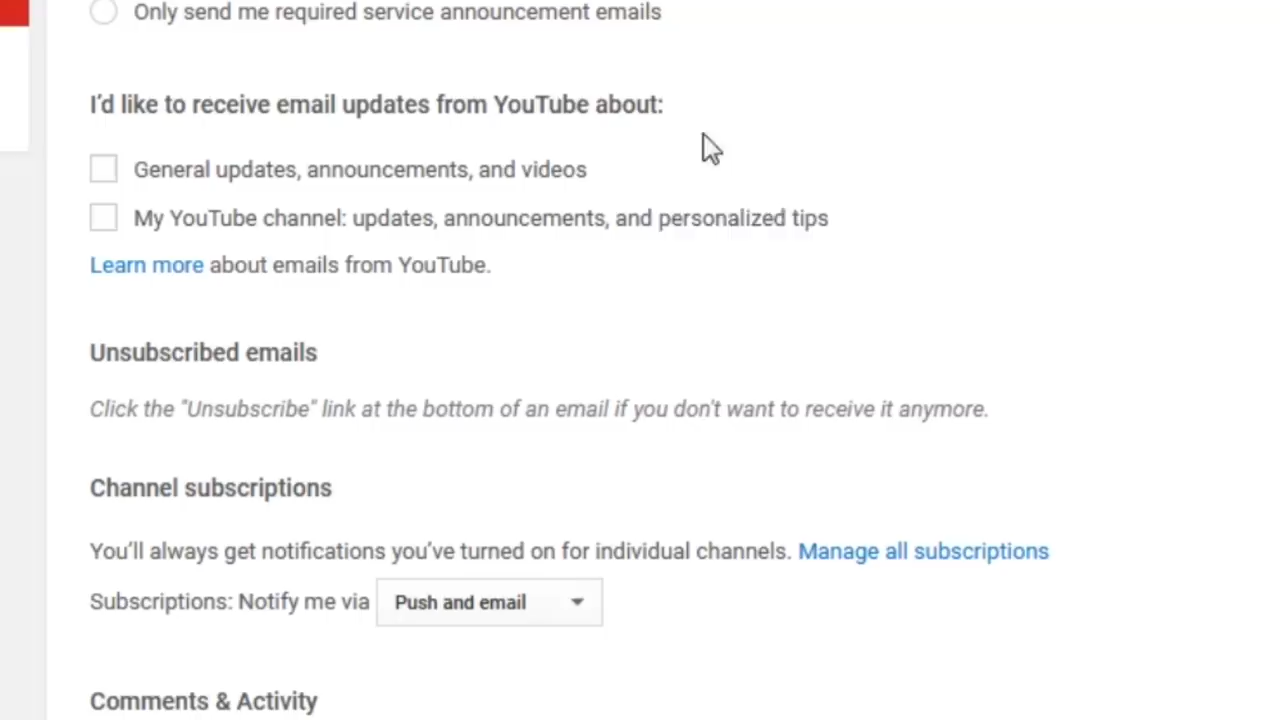 Only send me required service announcement emails
I'd like to receive email updates from YouTube about:
General updates, announcements, and videos
My YouTube channel: updates, announcements, and personalized tips
Learn more about emails from YouTube.
Unsubscribed emails
Click the "Unsubscribe" link at the bottom of an email if you don't want to receive it anymore.
Channel subscriptions
You'll always get notifications you've turned on for individual channels. Manage all subscriptions
Subscriptions: Notify me via Push and email
Comments & Activity